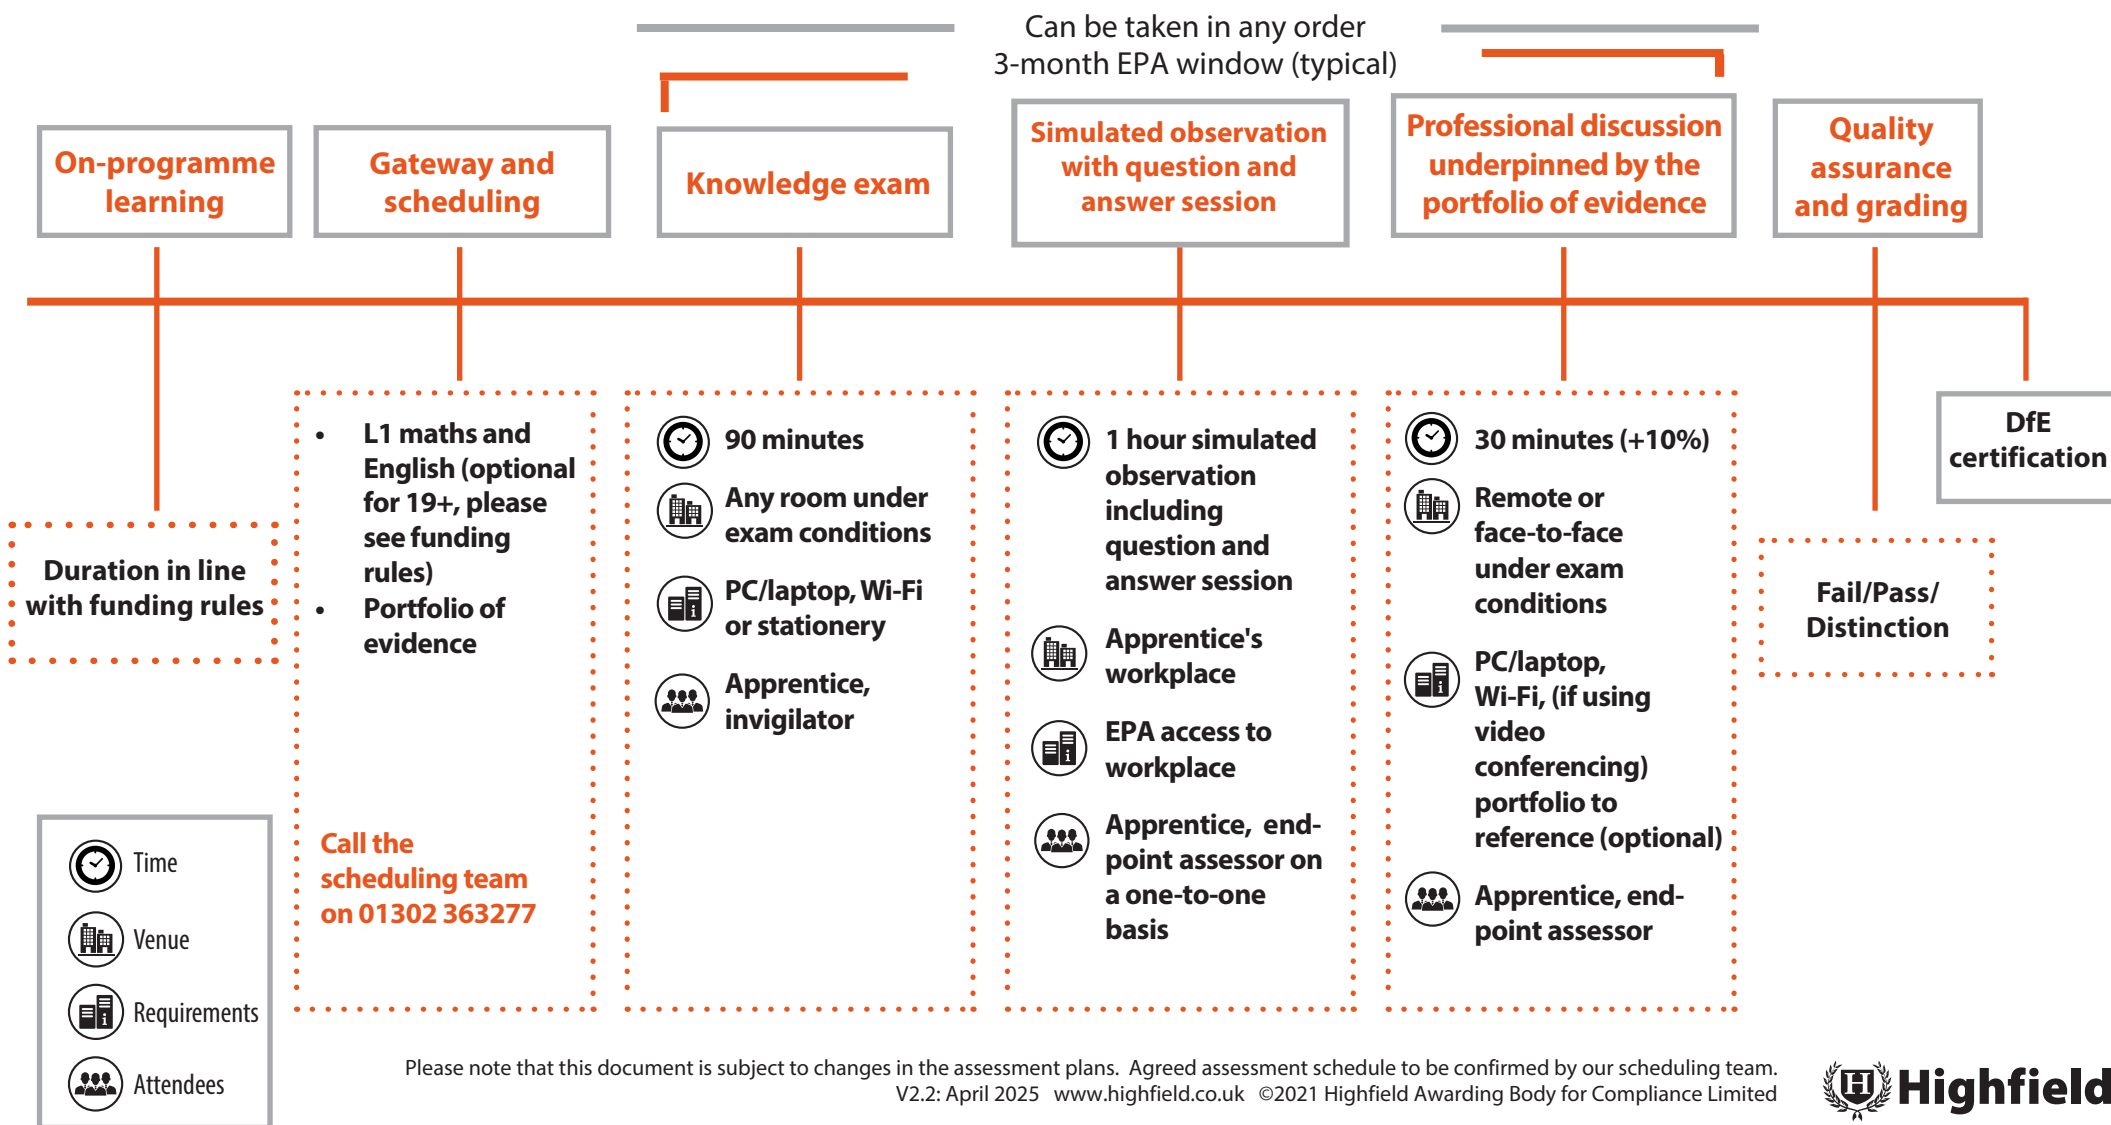 Can be taken in any order
3-month EPA window (typical)
On-programme
learning
Gateway and
scheduling
Knowledge exam
Simulated observation
with question and
answer session
Professional discussion
underpinned by the
portfolio of evidence
Quality
assurance
and grading
Duration in line
with funding rules
• L1 maths and
English (optional
for 19+, please
see funding
rules)
• Portfolio of
evidence
Call the
scheduling team
on 01302 363277
90 minutes
Any room under
exam conditions
PC/laptop, Wi-Fi
or stationery
Apprentice,
invigilator
1 hour simulated
observation
including
question and
answer session
Apprentice's
workplace
EPA access to
workplace
Apprentice, end-
point assessor on
a one-to-one
basis
30 minutes (+10%)
Remote or
face-to-face
under exam
conditions
PC/laptop,
Wi-Fi, (if using
video
conferencing)
portfolio to
reference (optional)
Apprentice, end-
point assessor
Fail/Pass/
Distinction
DfE
certification
Time
Venue
Requirements
Attendees
Please note that this document is subject to changes in the assessment plans. Agreed assessment schedule to be confirmed by our scheduling team.
V2.2: April 2025 www.highfield.co.uk ©2021 Highfield Awarding Body for Compliance Limited
H Highfield